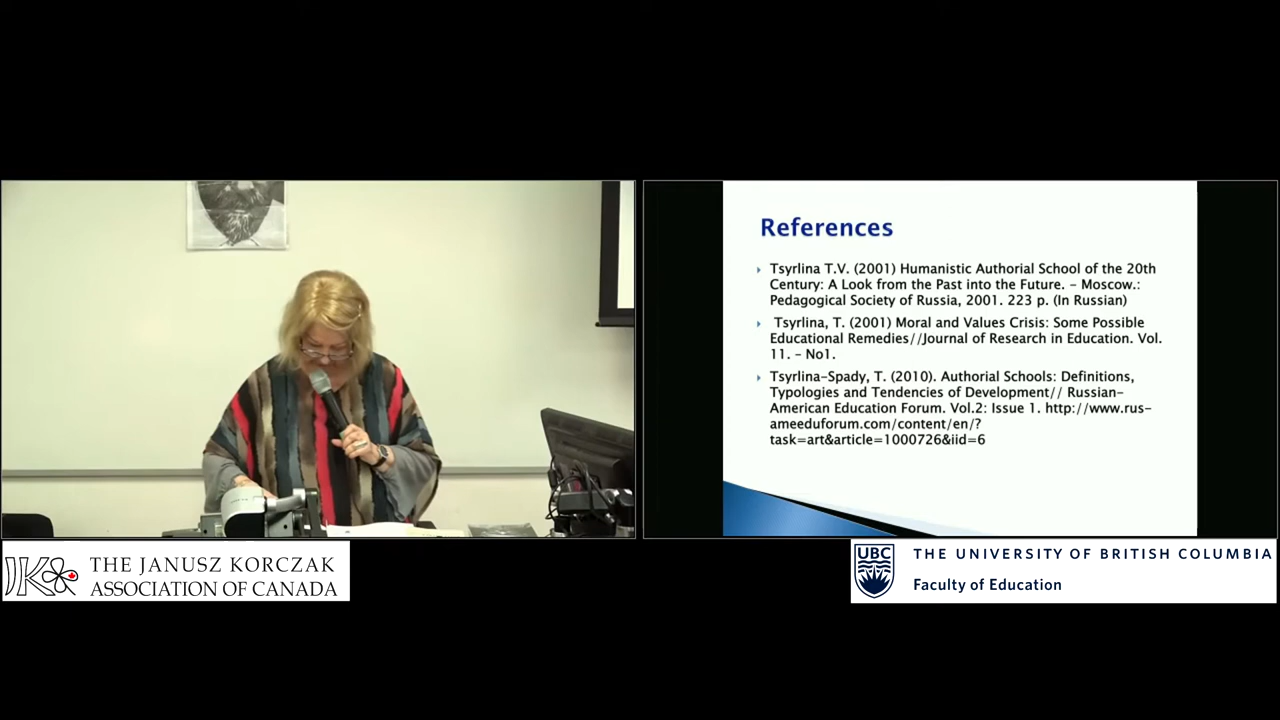 References
Tsyrlina T.V. (2001) Humanistic Authorial School of the 20th
Century: A Look from the Past into the Future. – Moscow.:
Pedagogical Society of Russia, 2001. 223 p. (In Russian)
Tsyrlina, T. (2001) Moral and Values Crisis: Some Possible
Educational Remedies//Journal of Research in Education. Vol.
11. – No1.
Tsyrlina-Spady, T. (2010). Authorial Schools: Definitions,
Typologies and Tendencies of Development// Russian-
American Education Forum. Vol.2: Issue 1. http://www.rus-
ameeduforum.com/content/en/?
task=art&article=1000726&iid=6
JK
THE JANUSZ KORCZAK
ASSOCIATION OF CANADA
UBC
THE UNIVERSITY OF BRITISH COLUMBIA
Faculty of Education